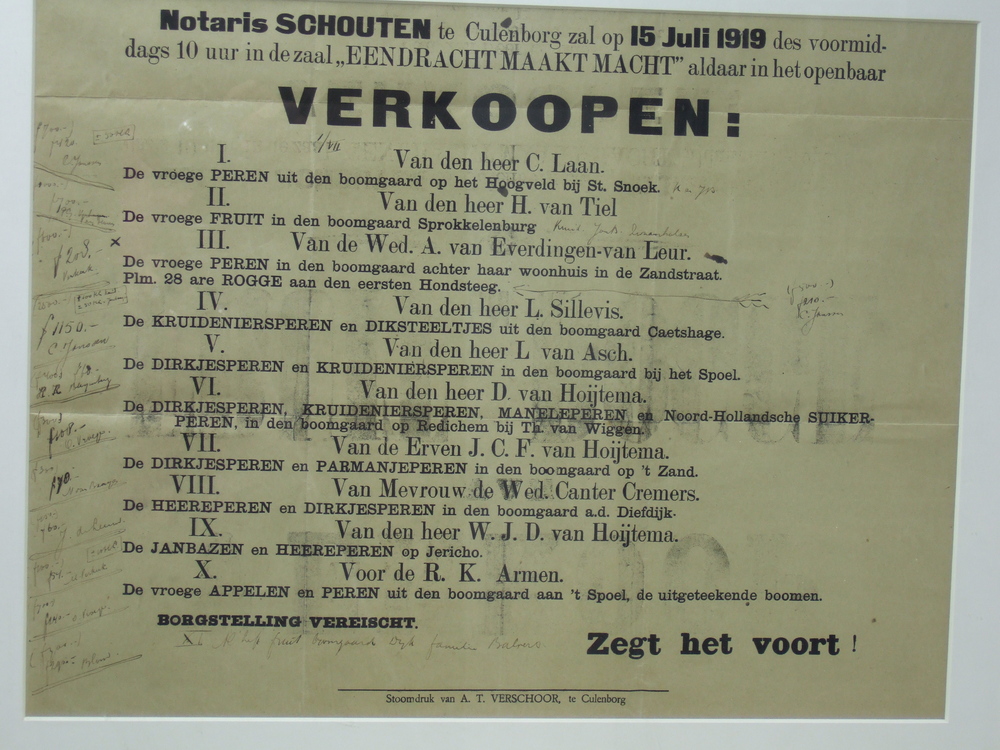 Notaris SCHOUTEN te Culenborg zal op 15 Juli 1919 des voormid-
dags 10 uur in de zaal „EENDRACHT MAAKT MACHT” aldaar in het openbaar
VERKOOPEN:
I. Van den heer C. Laan.
De vroege PEREN uit den boomgaard op het Hoogveld bij St. Snoek.
II. Van den heer H. van Tiel
De vroege FRUIT in den boomgaard Sprokkelenburg
III. Van de Wed. A. van Everdingen-van Leur.
De vroege PEREN in den boomgaard achter haar woonhuis in de Zandstraat.
Plm. 28 are ROGGE aan den eersten Hondsteeg.
IV. Van den heer L. Sillevis.
De KRUIDENIERSPEREN en DIKSTEELTJES uit den boomgaard Caetshage.
V. Van den heer L van Asch.
De DIRKJESPEREN en KRUIDENIERSPEREN in den boomgaard bij het Spoel.
VI. Van den heer D. van Hoijtema.
De DIRKJESPEREN, KRUIDENIERSPEREN, MANELEPEREN en Noord-Hollandsche SUIKER-
PEREN, in den boomgaard op Redichem bij Th. van Wiggen.
VII. Van de Erven J. C. F. van Hoijtema.
De DIRKJESPEREN en PARMANJEPEREN in den boomgaard op 't Zand.
VIII. Van Mevrouw de Wed. Canter Cremers.
De HEEREPEREN en DIRKJESPEREN in den boomgaard a.d. Diefdijk.
IX. Van den heer W. J. D. van Hoijtema.
De JANBAZEN en HEEREPEREN op Jericho.
X. Voor de R. K. Armen.
De vroege APPELEN en PEREN uit den boomgaard aan 't Spoel, de uitgeteekende boomen.
BORGSTELLING VEREISCHT.
XI fruit boomgaard Dijk familie
Zegt het voort !
Stoomdruk van A. T. VERSCHOOR, te Culenborg
f 1150.-
C. Jansen